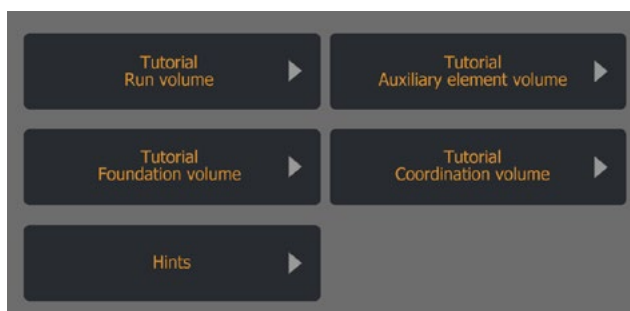 Tutorial
Run volume
Tutorial
Auxiliary element volume
Tutorial
Foundation volume
Tutorial
Coordination volume
Hints